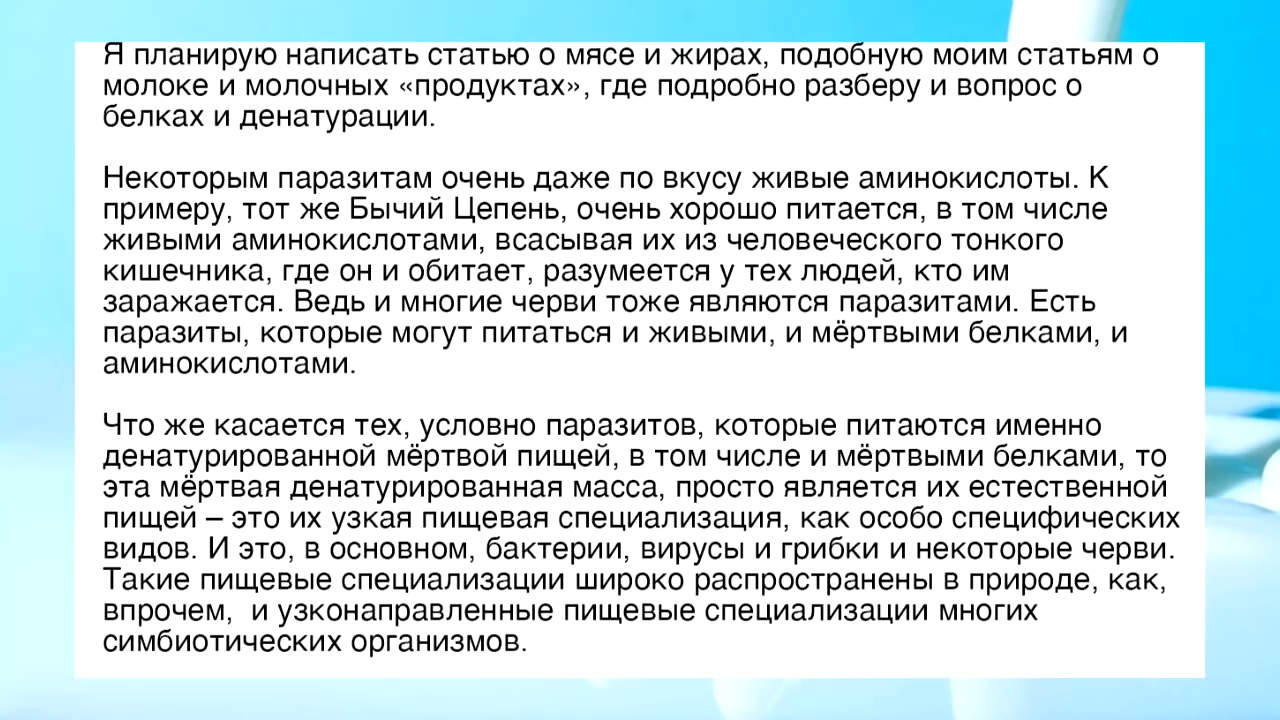 Я планирую написать статью о мясе и жирах, подобную моим статьям о
молоке и молочных «продуктах», где подробно разберу и вопрос о
белках и денатурации.
Некоторым паразитам очень даже по вкусу живые аминокислоты. К
примеру, тот же Бычий Цепень, очень хорошо питается, в том числе
живыми аминокислотами, всасывая их из человеческого тонкого
кишечника, где он и обитает, разумеется у тех людей, кто им
заражается. Ведь и многие черви тоже являются паразитами. Есть
паразиты, которые могут питаться и живыми, и мёртвыми белками, и
аминокислотами.
Что же касается тех, условно паразитов, которые питаются именно
денатурированной мёртвой пищей, в том числе и мёртвыми белками, то
эта мёртвая денатурированная масса, просто является их естественной
пищей – это их узкая пищевая специализация, как особо специфических
видов. И это, в основном, бактерии, вирусы и грибки и некоторые черви.
Такие пищевые специализации широко распространены в природе, как,
впрочем,  и узконаправленные пищевые специализации многих
симбиотических организмов.